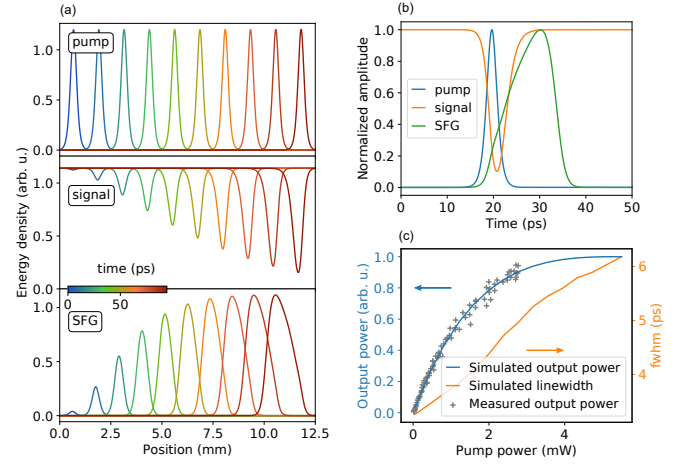 (a)
pump
1.0
0.5
0.0
signal
1.0
0.5
0.0
time (ps)
0
50
SFG
1.0
0.5
0.0
Energy density (arb. u.)
0.0
2.5
5.0
7.5
10.0
12.5
Position (mm)
(b)
Normalized amplitude
1.0
0.8
0.6
0.4
0.2
0.0
pump
signal
SFG
0
10
20
30
40
50
Time (ps)
(c)
Output power (arb. u.)
1.0
0.8
0.6
0.4
0.2
0.0
6
5
4
fwhm (ps)
Simulated output power
Simulated linewidth
Measured output power
0
2
4
Pump power (mW)